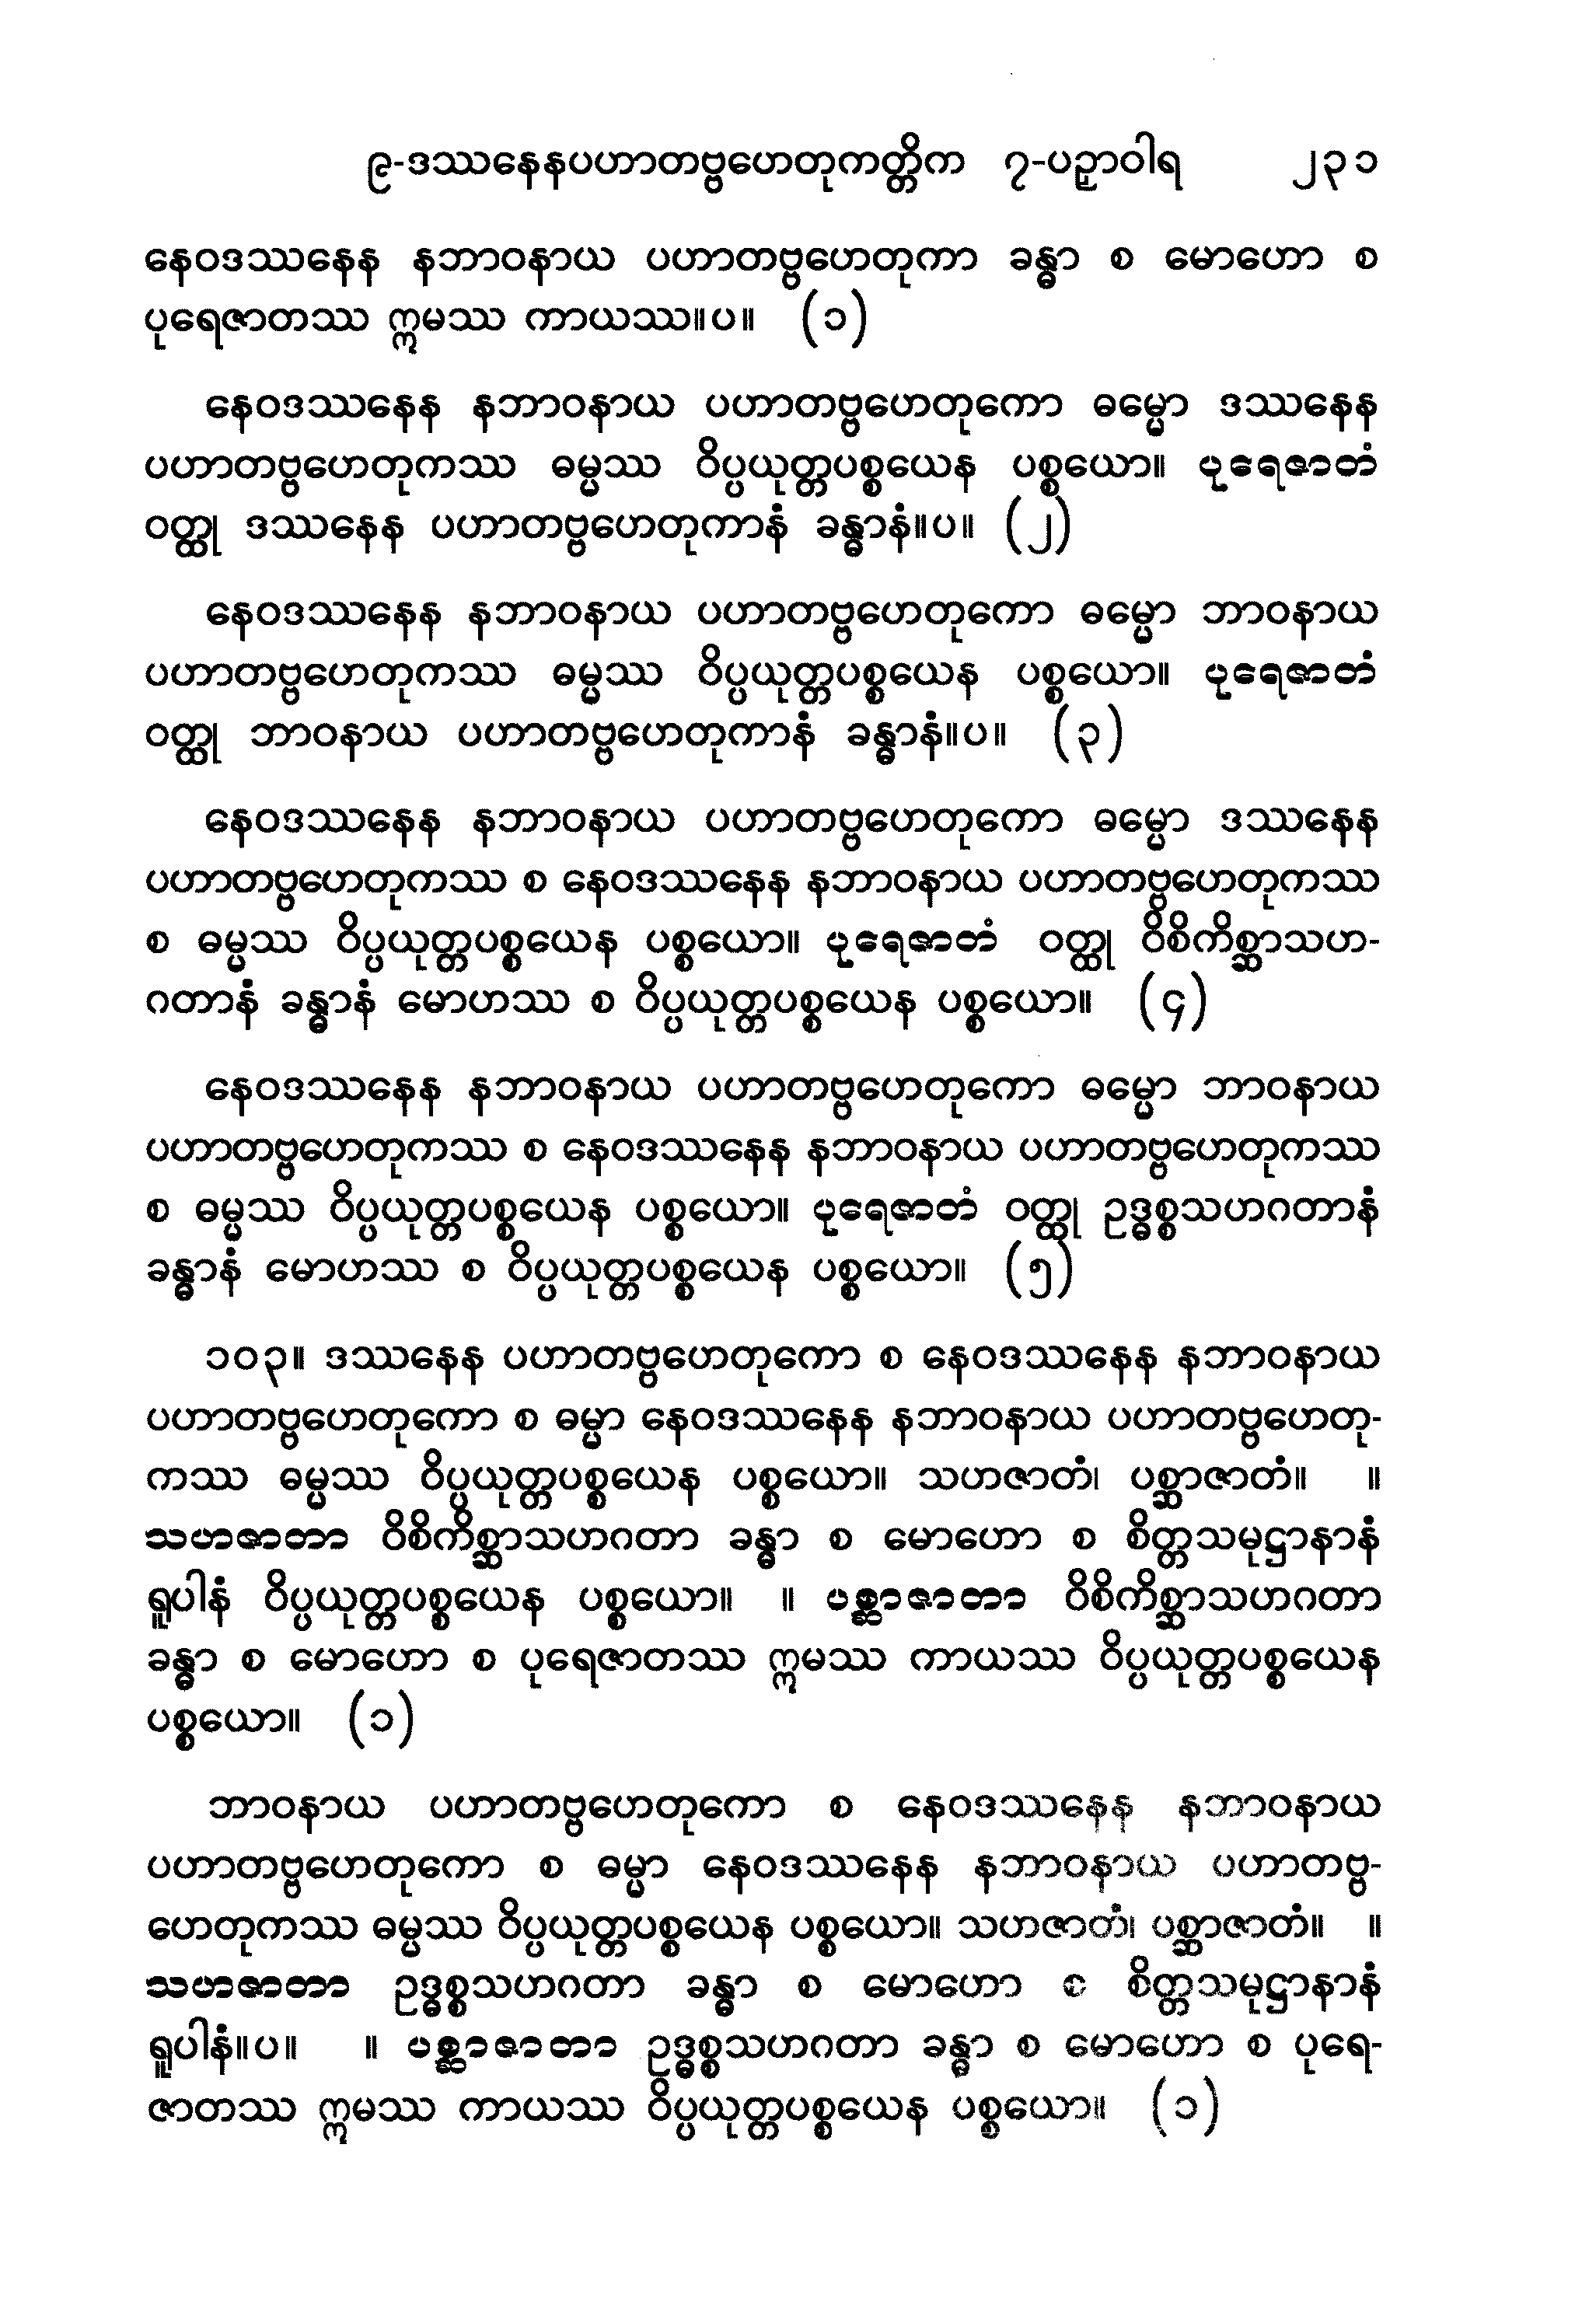 ၉-ဒဿနေနပဟာတဗ္ဗဟေတုကတ္တိက ၇-ပဉှာဝါရ ၂၃၁
နေဝဒဿနေန နဘာဝနာယ ပဟာတဗ္ဗဟေတုကာ ခန္ဓာ စ မောဟော စ
ပုရေဇာတဿ ဣမဿ ကာယဿ။ပ။ (၁)
နေဝဒဿနေန နဘာဝနာယ ပဟာတဗ္ဗဟေတုကော ဓမ္မော ဒဿနေန
ပဟာတဗ္ဗဟေတုကဿ ဓမ္မဿ ဝိပ္ပယုတ္တပစ္စယေန ပစ္စယော။ ပုရေဇာတံ
ဝတ္ထု ဒဿနေန ပဟာတဗ္ဗဟေတုကာနံ ခန္ဓာနံ။ပ။ (၂)
နေဝဒဿနေန နဘာဝနာယ ပဟာတဗ္ဗဟေတုကော ဓမ္မော ဘာဝနာယ
ပဟာတဗ္ဗဟေတုကဿ ဓမ္မဿ ဝိပ္ပယုတ္တပစ္စယေန ပစ္စယော။ ပုရေဇာတံ
ဝတ္ထု ဘာဝနာယ ပဟာတဗ္ဗဟေတုကာနံ ခန္ဓာနံ။ပ။ (၃)
နေဝဒဿနေန နဘာဝနာယ ပဟာတဗ္ဗဟေတုကော ဓမ္မော ဒဿနေန
ပဟာတဗ္ဗဟေတုကဿ စ နေဝဒဿနေန နဘာဝနာယ ပဟာတဗ္ဗဟေတုကဿ
စ ဓမ္မဿ ဝိပ္ပယုတ္တပစ္စယေန ပစ္စယော။ ပုရေဇာတံ ဝတ္ထု ဝိစိကိစ္ဆာသဟ-
ဂတာနံ ခန္ဓာနံ မောဟဿ စ ဝိပ္ပယုတ္တပစ္စယေန ပစ္စယော။ (၄)
နေဝဒဿနေန နဘာဝနာယ ပဟာတဗ္ဗဟေတုကော ဓမ္မော ဘာဝနာယ
ပဟာတဗ္ဗဟေတုကဿ စ နေဝဒဿနေန နဘာဝနာယ ပဟာတဗ္ဗဟေတုကဿ
စ ဓမ္မဿ ဝိပ္ပယုတ္တပစ္စယေန ပစ္စယော။ ပုရေဇာတံ ဝတ္ထု ဥဒ္ဓစ္စသဟဂတာနံ
ခန္ဓာနံ မောဟဿ စ ဝိပ္ပယုတ္တပစ္စယေန ပစ္စယော။ (၅)
၁၀၃။ ဒဿနေန ပဟာတဗ္ဗဟေတုကော စ နေဝဒဿနေန နဘာဝနာယ
ပဟာတဗ္ဗဟေတုကော စ ဓမ္မာ နေဝဒဿနေန နဘာဝနာယ ပဟာတဗ္ဗဟေတု-
ကဿ ဓမ္မဿ ဝိပ္ပယုတ္တပစ္စယေန ပစ္စယော။ သဟဇာတံ၊ ပစ္ဆာဇာတံ။ ။
သဟဇာတာ ဝိစိကိစ္ဆာသဟဂတာ ခန္ဓာ စ မောဟော စ စိတ္တသမုဋ္ဌာနာနံ
ရူပါနံ ဝိပ္ပယုတ္တပစ္စယေန ပစ္စယော။ ။ ပစ္ဆာဇာတာ ဝိစိကိစ္ဆာသဟဂတာ
ခန္ဓာ စ မောဟော စ ပုရေဇာတဿ ဣမဿ ကာယဿ ဝိပ္ပယုတ္တပစ္စယေန
ပစ္စယော။ (၁)
ဘာဝနာယ ပဟာတဗ္ဗဟေတုကော စ နေဝဒဿနေန နဘာဝနာယ
ပဟာတဗ္ဗဟေတုကော စ ဓမ္မာ နေဝဒဿနေန နဘာဝနာယ ပဟာတဗ္ဗ-
ဟေတုကဿ ဓမ္မဿ ဝိပ္ပယုတ္တပစ္စယေန ပစ္စယော။ သဟဇာတံ၊ ပစ္ဆာဇာတံ။ ။
သဟဇာတာ ဥဒ္ဓစ္စသဟဂတာ ခန္ဓာ စ မောဟော စ စိတ္တသမုဋ္ဌာနာနံ
ရူပါနံ။ပ။ ။ ပစ္ဆာဇာတာ ဥဒ္ဓစ္စသဟဂတာ ခန္ဓာ စ မောဟော စ ပုရေ-
ဇာတဿ ဣမဿ ကာယဿ ဝိပ္ပယုတ္တပစ္စယေန ပစ္စယော။ (၁)